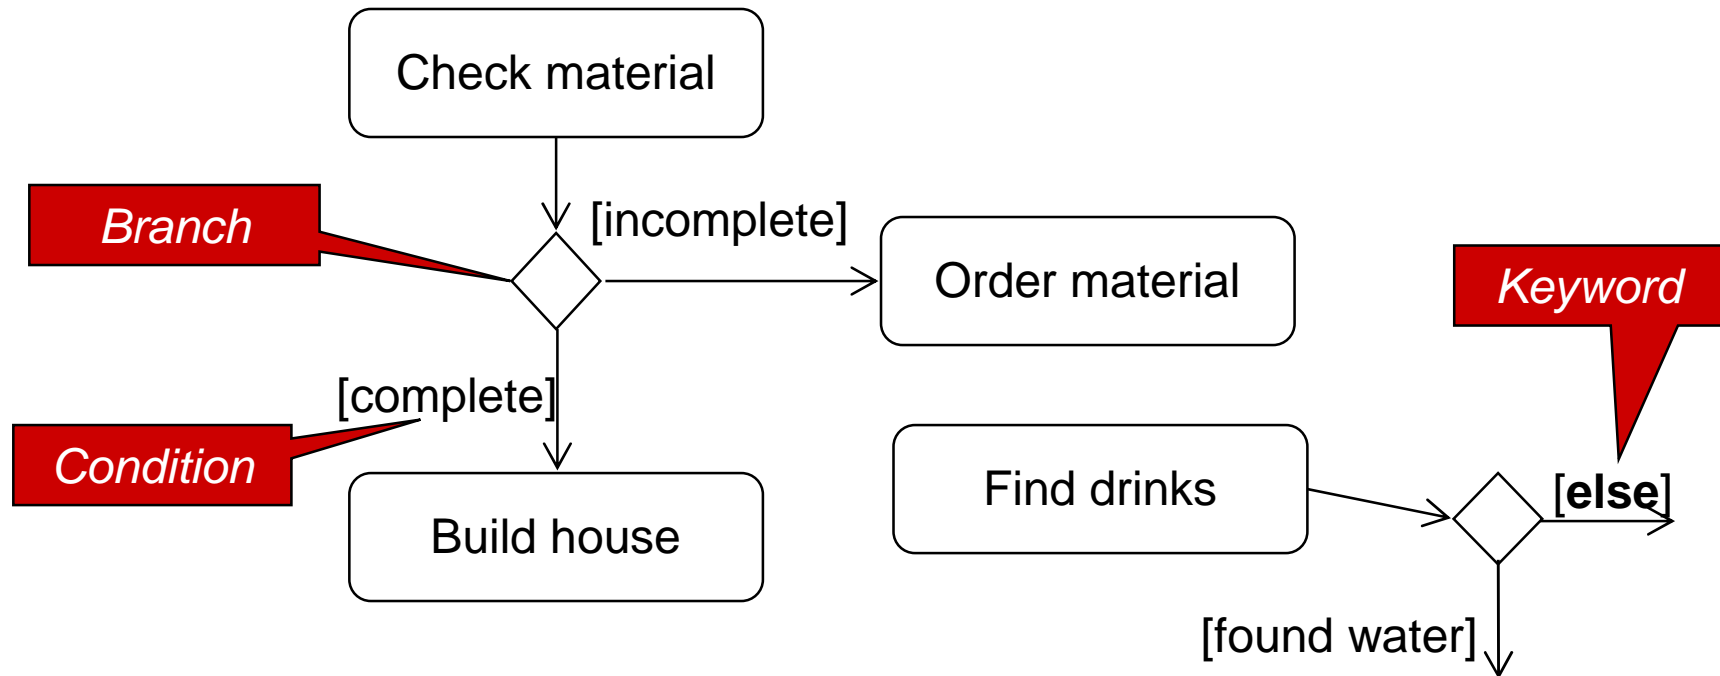 Check material
Branch
[incomplete]
Order material
Keyword
[complete]
Condition
Find drinks
[else]
Build house
[found water]